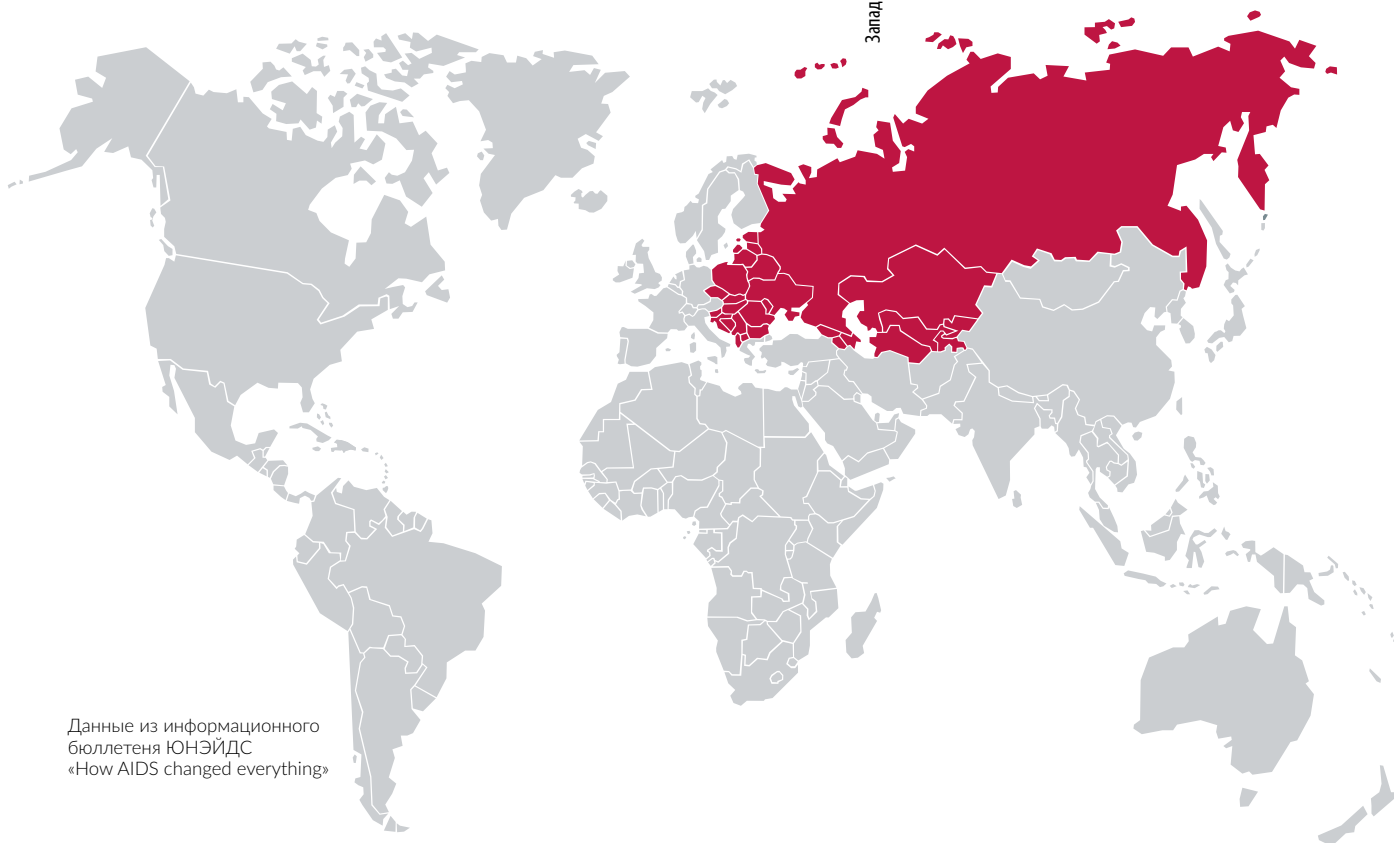 Запад
Данные из информационного
бюллетеня ЮНЭЙДС
«How AIDS changed everything»